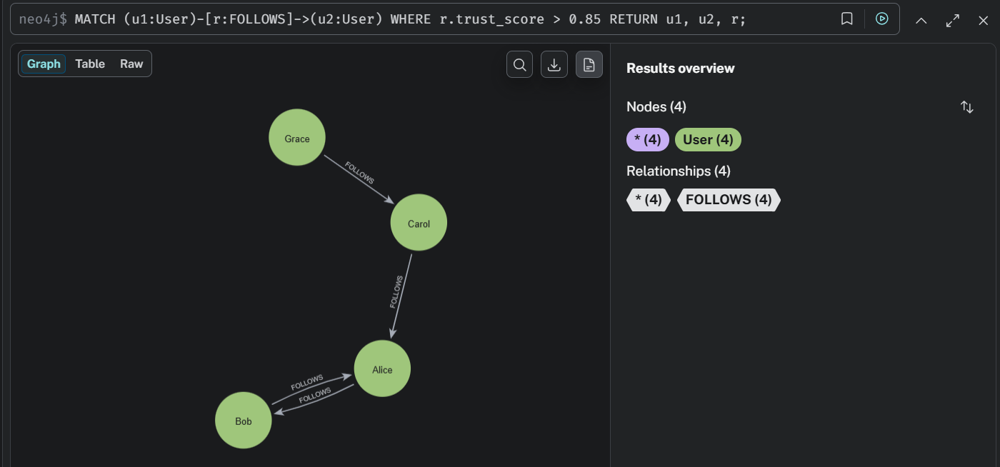 neo4j$ MATCH (u1:User)-[r:FOLLOWS]->(u2:User) WHERE r.trust_score > 0.85 RETURN u1, u2, r;
Graph Table Raw
Grace
FOLLOWS
Carol
FOLLOWS
Alice
FOLLOWS
FOLLOWS
Bob
Results overview
Nodes (4)
* (4) User (4)
Relationships (4)
* (4) FOLLOWS (4)